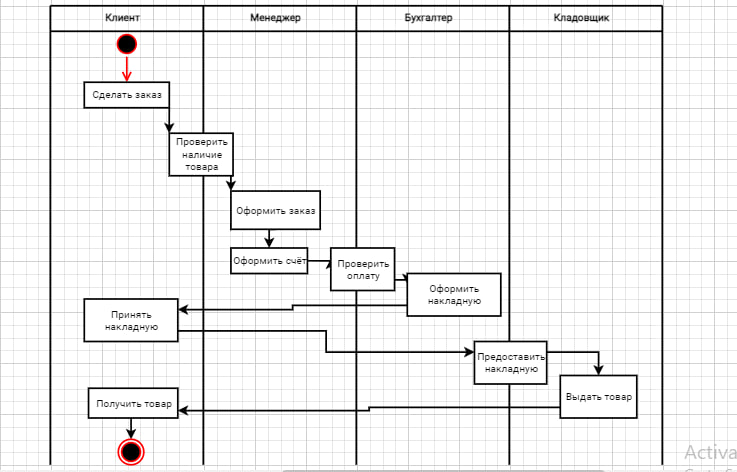 Клиент
Менеджер
Бухгалтер
Кладовщик
Сделать заказ
Проверить
наличие
товара
Оформить заказ
Оформить счёт
Проверить
оплату
Оформить
накладную
Принять
накладную
Предоставить
накладную
Выдать товар
Получить товар
Activa